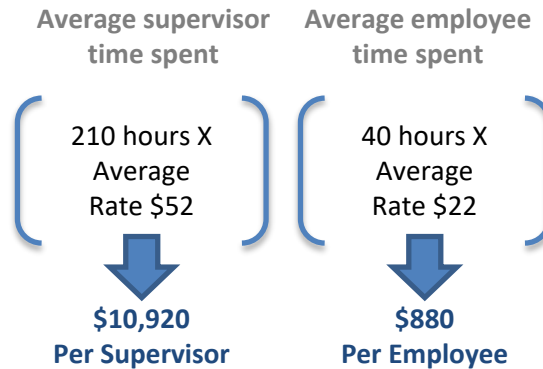 Average supervisor
time spent
210 hours X
Average
Rate $52
$10,920
Per Supervisor
Average employee
time spent
40 hours X
Average
Rate $22
$880
Per Employee